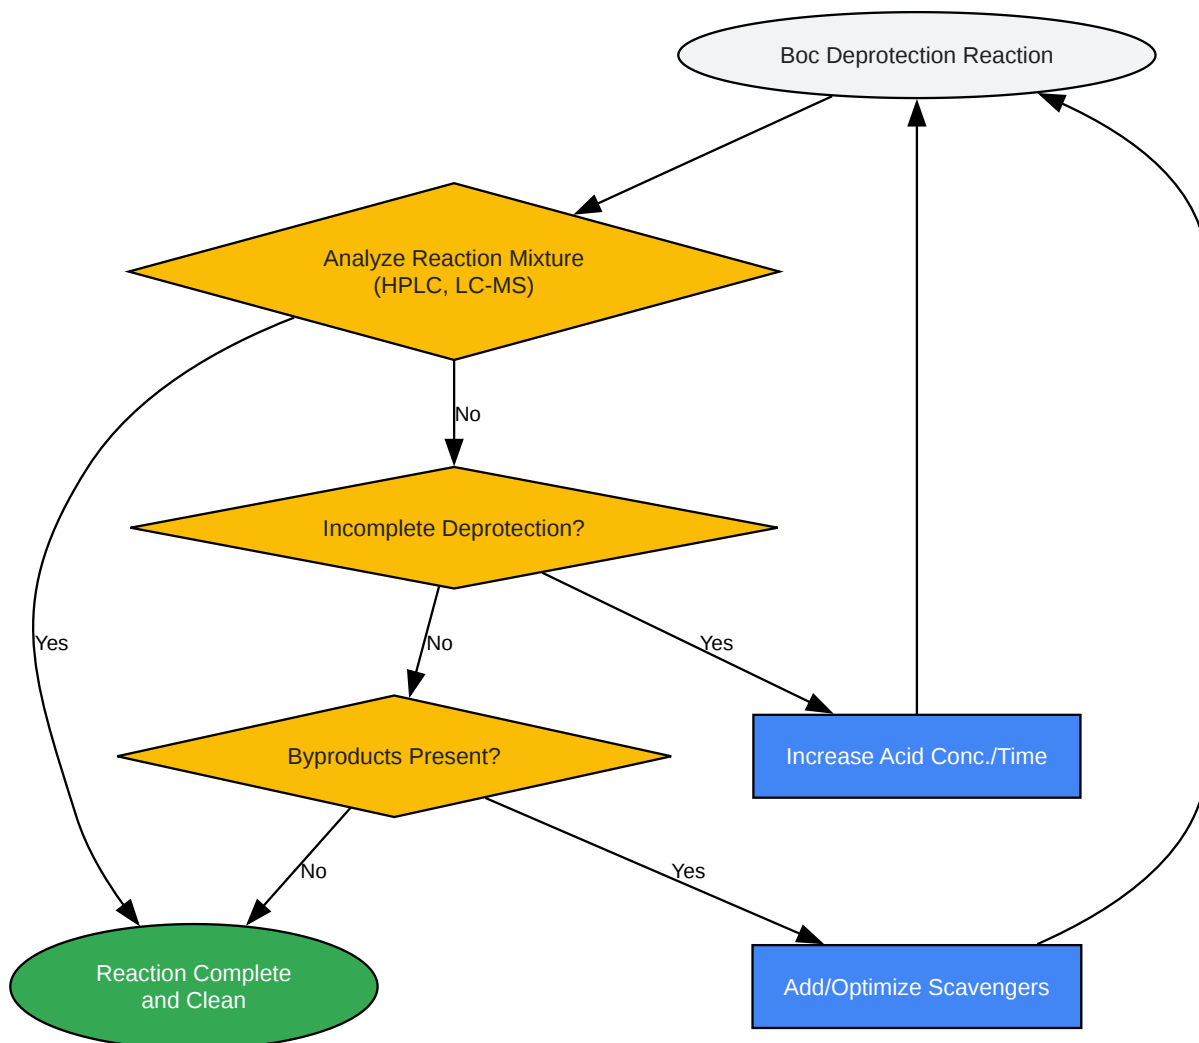 Boc Deprotection Reaction
Analyze Reaction Mixture
(HPLC, LC-MS)
No
Incomplete Deprotection?
Yes
No
Yes
Byproducts Present?
Increase Acid Conc./Time
No
Yes
Reaction Complete
and Clean
Add/Optimize Scavengers